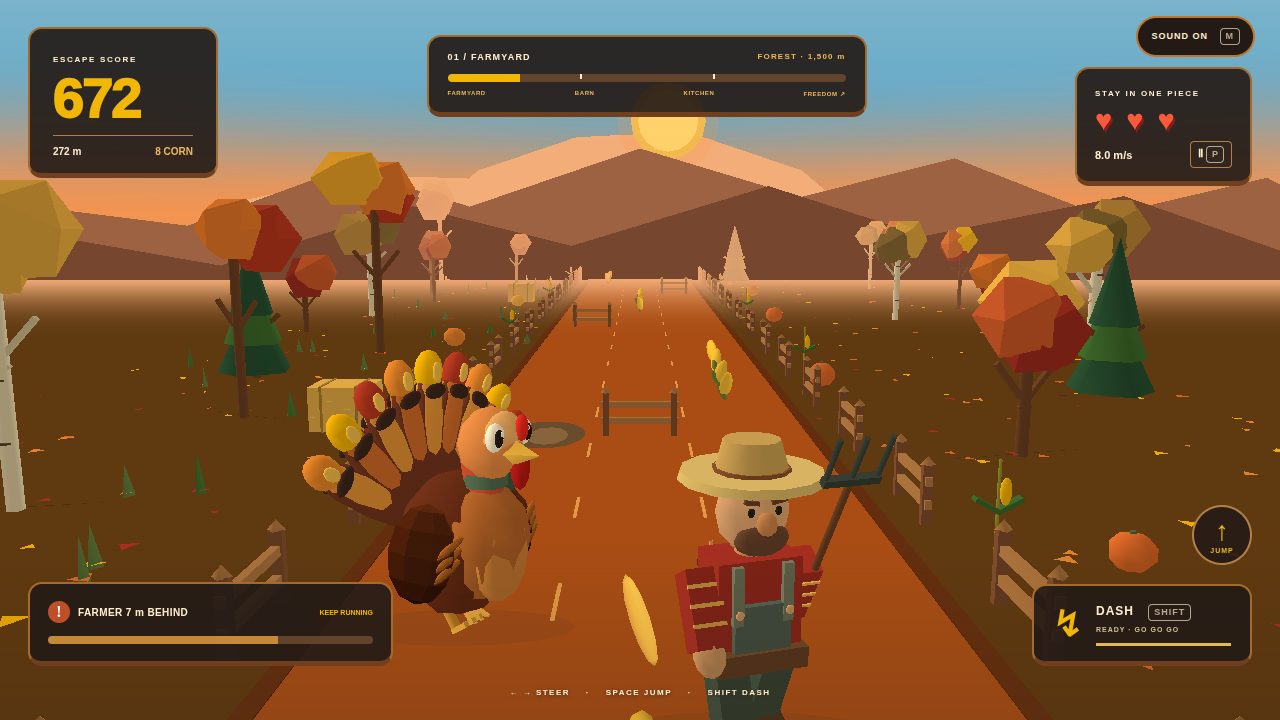 ESCAPE SCORE
672
272 m 8 CORN
01 / FARMYARD FOREST · 1,500 m
FARMYARD BARN KITCHEN FREEDOM ↗
SOUND ON M
STAY IN ONE PIECE
8.0 m/s II P
↑
JUMP
! FARMER 7 m BEHIND KEEP RUNNING
DASH SHIFT
READY · GO GO GO
← → STEER · SPACE JUMP · SHIFT DASH